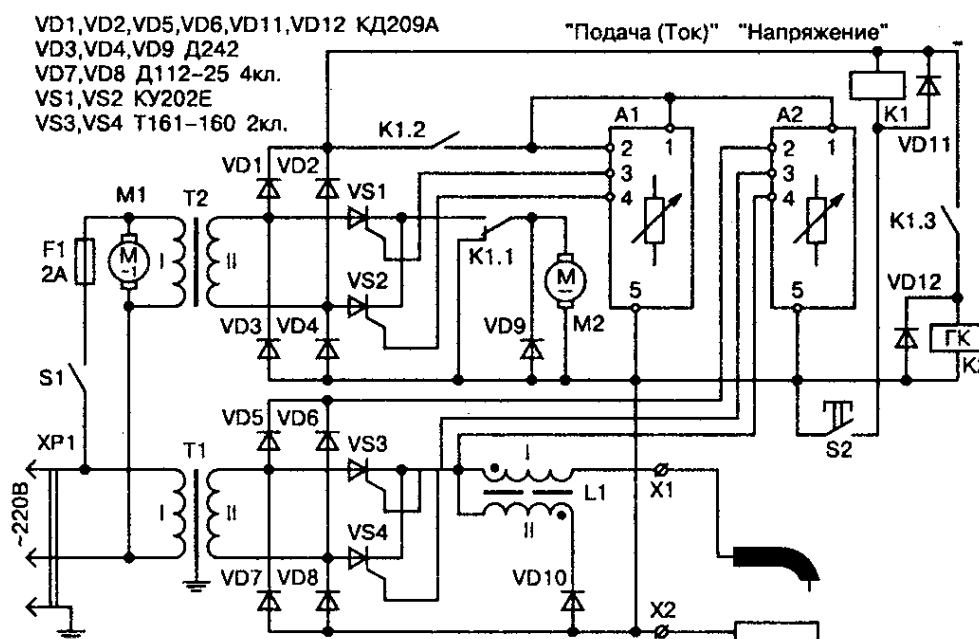 VD1,VD2,VD5,VD6,VD11,VD12 КД209А
VD3,VD4,VD9 Д242
VD7,VD8 Д112-25 4кл.
VS1,VS2 КУ202Е
VS3,VS4 Т161-160 2кл.
"Подача (Ток)" "Напряжение"
K1.2
A1
A2
K1
VD11
1
2
3
4
5
1
2
3
4
5
VD1 VD2
VS1
M1
T2
F1
2A
M
~1
I
II
K1.1
VS2
M
M2
VD3 VD4
VD9
K1.3
VD12
ГК
K2
S1
S2
XP1
~220В
T1
I
II
VD5 VD6
VS3
VS4
I
L1
II
X1
VD7 VD8
VD10
X2